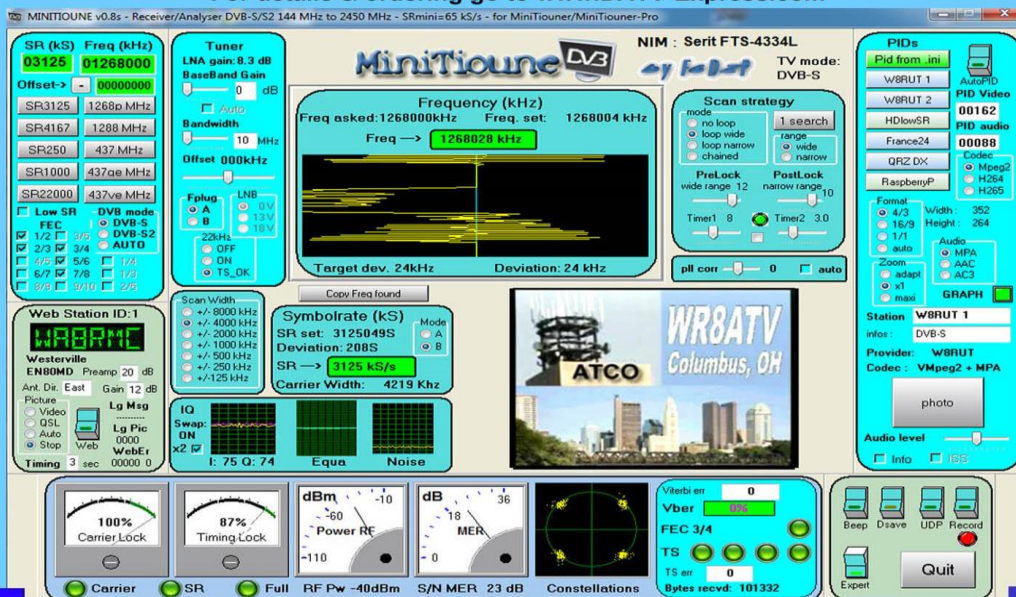 For details & ordering go to www.DATV-Express.com
MINITIOUNE v0.8s - Receiver/Analyser DVB-S/S2 144 MHz to 2450 MHz - SRmini=65 kS/s - for MiniTiouner/MiniTiouner-Pro
SR (kS) Freq (kHz)
03125 01268000
Offset-> - 00000000
SR3125 1268p MHz
SR4167 1288 MHz
SR250 437 MHz
SR1000 437qe MHz
SR22000 437ve MHz
Low SR DVB mode
FEC DVB-S
1/2 3/5 DVB-S2
2/3 3/4 AUTO
4/5 5/6 1/4
6/7 7/8 1/3
8/9 9/10 2/5
Tuner
LNA gain: 8.3 dB
BaseBand Gain
0 dB
Auto
Bandwidth
10 MHz
Offset 000kHz
Fplug LNB
A 0V
B 13V
18V
22kHz
OFF
ON
TS_OK
MiniTioune DVB
by F6DZP
NIM : Serit FTS-4334L
TV mode:
DVB-S
Frequency (kHz)
Freq asked:1268000kHz Freq. set: 1268004 kHz
Freq —> 1268028 kHz
Target dev. 24kHz Deviation: 24 kHz
Scan strategy
mode
no loop
loop wide
loop narrow
chained
1 search
range
wide
narrow
PreLock PostLock
wide range 12 narrow range 10
Timer1 8 Timer2 3.0
pll corr 0 auto
PIDs
Pid from .ini
W8RUT 1
W8RUT 2
HDlowSR
France24
QRZ DX
RaspberryP
AutoPID
PID Video
00162
PID audio
00088
Codec
Mpeg2
H264
H265
Format
4/3
16/9
1/1
auto
Width: 352
Height: 264
Audio
MPA
AAC
AC3
Zoom
adapt
x1
maxi
GRAPH
Station W8RUT 1
infos : DVB-S
Provider: W8RUT
Codec : VMpeg2 + MPA
photo
Audio level
Info ISS
Web Station ID:1
WA8RMC
Westerville
EN80MD Preamp 20 dB
Ant. Dir. East Gain 12 dB
Picture
Video
QSL
Auto
Stop
Web
Lg Msg
--------
Lg Pic
0000
WebEr
Timing 3 sec 00000 0
Scan Width
+/- 8000 kHz
+/- 4000 kHz
+/- 2000 kHz
+/- 1000 kHz
+/- 500 kHz
+/- 250 kHz
+/-125 kHz
Copy Freq found
Symbolrate (kS)
SR set: 3125049S
Deviation: 208S
SR —> 3125 kS/s
Carrier Width: 4219 Khz
Mode
A
B
IQ
Swap:
ON
x2
I: 75 Q: 74 Equa Noise
WR8ATV
Columbus, OH
ATCO
100%
Carrier Lock
87%
Timing Lock
dBm -10
-60
Power RF
-110
dB 36
18
MER
0
Carrier SR Full RF Pw -40dBm S/N MER 23 dB Constellations
Viterbi err 0
Vber 0%
FEC 3/4
TS
TS err 0
Bytes recvd: 101332
Beep Dsave UDP Record
Expert
Quit